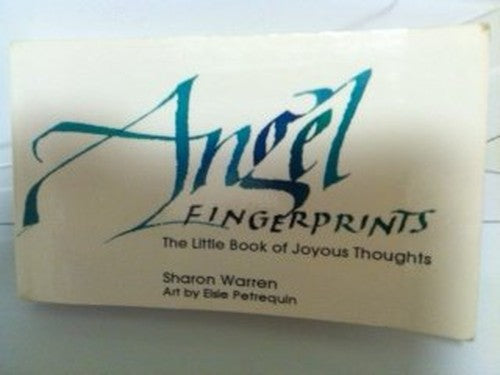 Angel
FINGERPRINTS
The Little Book of Joyous Thoughts
Sharon Warren
Art by Elsie Petrequin